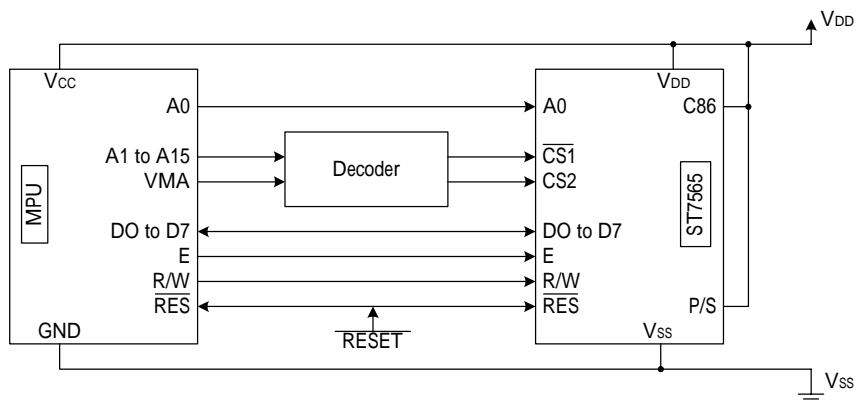 VDD
VCC
VDD
A0
A0
C86
A1 to A15
Decoder
CS1
VMA
CS2
MPU
ST7565
DO to D7
DO to D7
E
E
R/W
R/W
RES
RES
P/S
RESET
GND
VSS
VSS